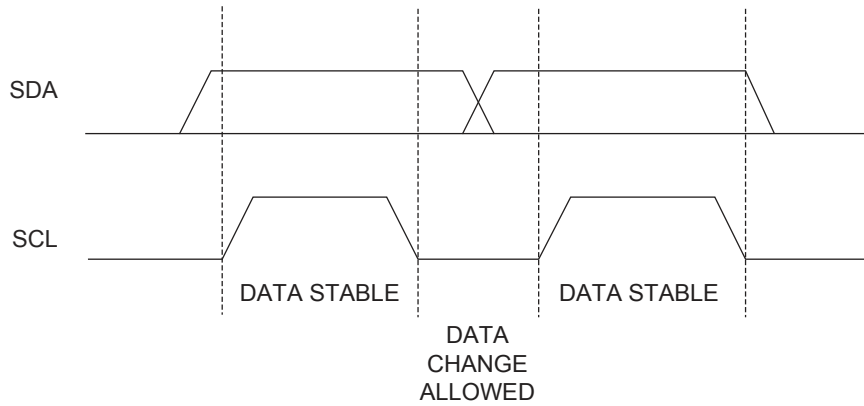 SDA
SCL
DATA STABLE
DATA STABLE
DATA
CHANGE
ALLOWED